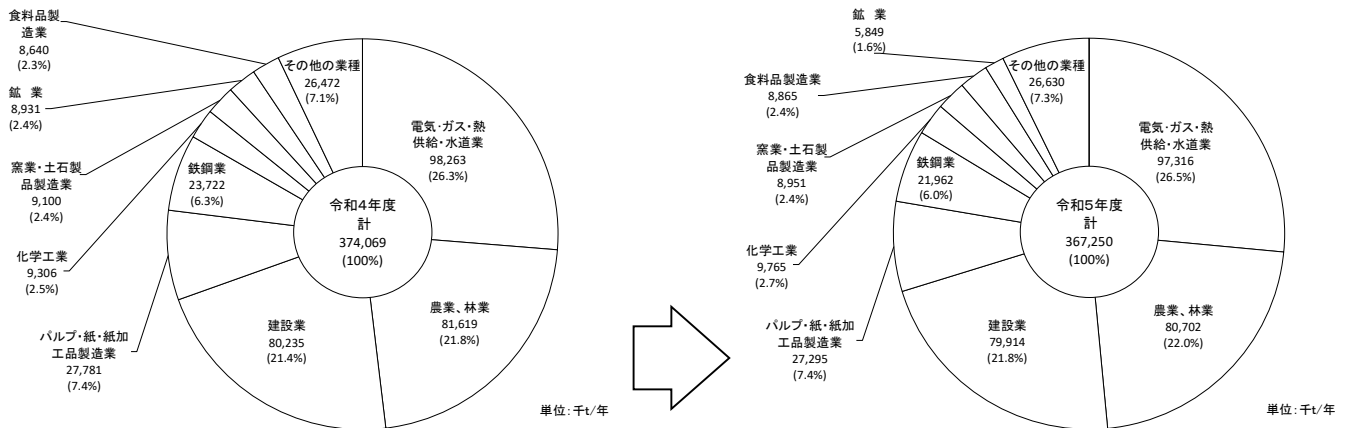 食料品製
造業
8,640
(2.3%)
鉱 業
8,931
(2.4%)
窯業・土石製
品製造業
9,100
(2.4%)
化学工業
9,306
(2.5%)
パルプ・紙・紙加
工品製造業
27,781
(7.4%)
鉄鋼業
23,722
(6.3%)
その他の業種
26,472
(7.1%)
電気・ガス・熱
供給・水道業
98,263
(26.3%)
令和4年度
計
374,069
(100%)
農業、林業
81,619
(21.8%)
建設業
80,235
(21.4%)
単位：千t/年
鉱 業
5,849
(1.6%)
食料品製造業
8,865
(2.4%)
窯業・土石製
品製造業
8,951
(2.4%)
化学工業
9,765
(2.7%)
パルプ・紙・紙加
工品製造業
27,295
(7.4%)
鉄鋼業
21,962
(6.0%)
その他の業種
26,630
(7.3%)
電気・ガス・熱
供給・水道業
97,316
(26.5%)
令和5年度
計
367,250
(100%)
農業、林業
80,702
(22.0%)
建設業
79,914
(21.8%)
単位：千t/年